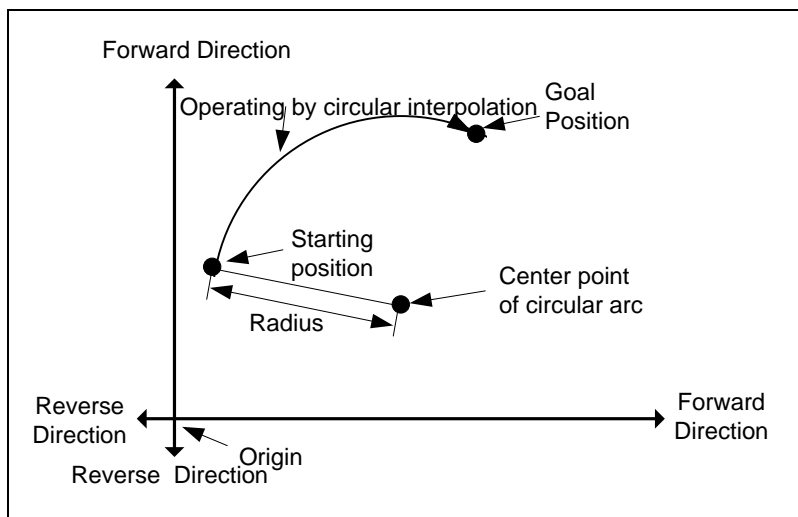 Forward Direction
Operating by circular interpolation
Goal
Position
Starting
position
Center point
of circular arc
Radius
Reverse
Direction
Forward
Direction
Origin
Reverse Direction